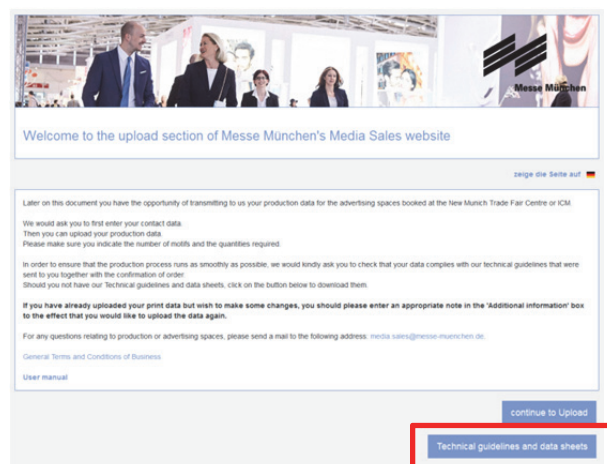 Messe München
Welcome to the upload section of Messe München's Media Sales website
zeige die Seite auf
Later on this document you have the opportunity of transmitting to us your production data for the advertising spaces booked at the New Munich Trade Fair Centre or ICM.
We would ask you to first enter your contact data.
Then you can upload your production data.
Please make sure you indicate the number of motifs and the quantities required.
In order to ensure that the production process runs as smoothly as possible, we would kindly ask you to check that your data complies with our technical guidelines that were
sent to you together with the confirmation of order.
Should you not have our Technical guidelines and data sheets, click on the button below to download them.
If you have already uploaded your print data but wish to make some changes, you should please enter an appropriate note in the 'Additional information' box
to the effect that you would like to upload the data again.
For any questions relating to production or advertising spaces, please send a mail to the following address: media.sales@messe-muenchen.de.
General Terms and Conditions of Business
User manual
continue to Upload
Technical guidelines and data sheets